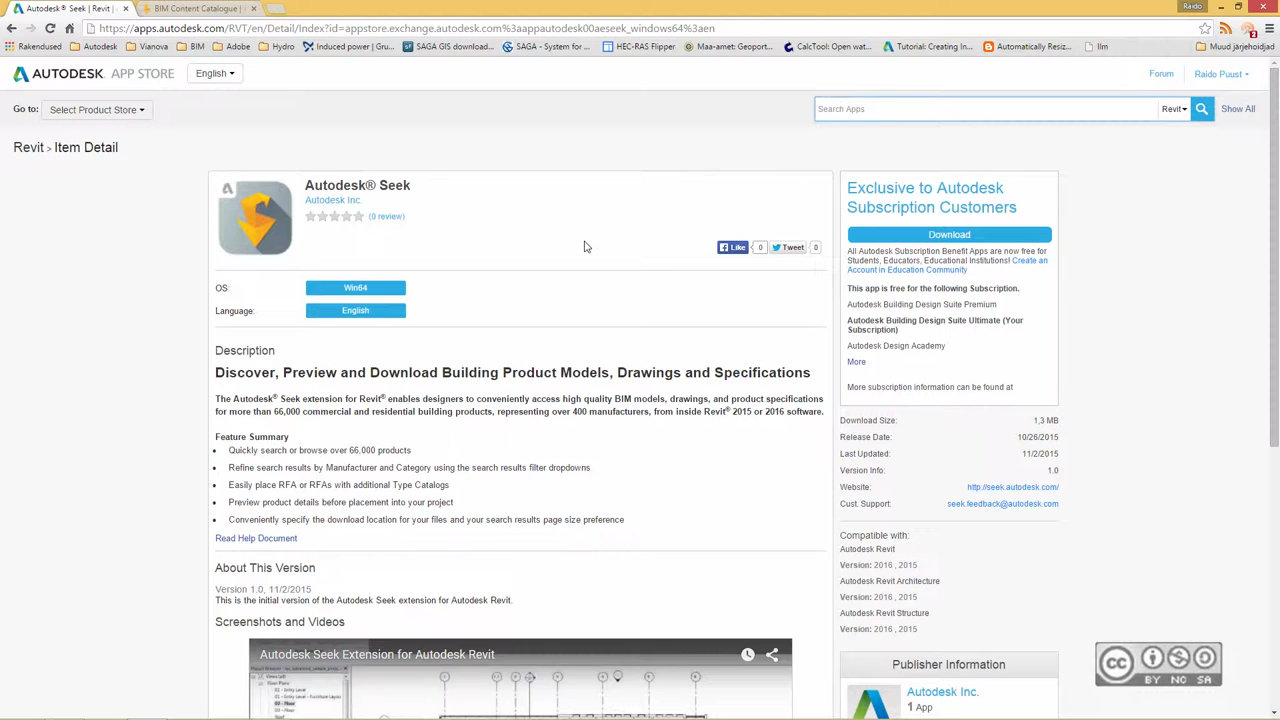 Autodesk® Seek | Revit |
BIM Content Catalogue |
Raido
https://apps.autodesk.com/RVT/en/Detail/Index?id=appstore.exchange.autodesk.com%3aappautodesk00aeseek_windows64%3aen
Rakendused
Autodesk
Vianova
BIM
Adobe
Hydro
Induced power | Gru...
SAGA GIS download...
SAGA - System for ...
HEC-RAS Flipper
Maa-amet: Geoport...
CalcTool: Open wat...
Tutorial: Creating In...
Automatically Resiz...
Ilm
Muud järjehoidjad
AUTODESK. APP STORE
English
Forum
Raido Puust
Go to:
Select Product Store
Search Apps
Revit
Show All
Revit > Item Detail
Autodesk® Seek
Autodesk Inc.
(0 review)
Like
0
Tweet
0
OS:
Win64
Language:
English
Description
Discover, Preview and Download Building Product Models, Drawings and Specifications
The Autodesk® Seek extension for Revit® enables designers to conveniently access high quality BIM models, drawings, and product specifications
for more than 66,000 commercial and residential building products, representing over 400 manufacturers, from inside Revit® 2015 or 2016 software.
Feature Summary
• Quickly search or browse over 66,000 products
• Refine search results by Manufacturer and Category using the search results filter dropdowns
• Easily place RFA or RFAs with additional Type Catalogs
• Preview product details before placement into your project
• Conveniently specify the download location for your files and your search results page size preference
Read Help Document
About This Version
Version 1.0, 11/2/2015
This is the initial version of the Autodesk Seek extension for Autodesk Revit.
Screenshots and Videos
Autodesk Seek Extension for Autodesk Revit
Exclusive to Autodesk
Subscription Customers
Download
All Autodesk Subscription Benefit Apps are now free for
Students, Educators, Educational Institutions! Create an
Account in Education Community
This app is free for the following Subscription.
Autodesk Building Design Suite Premium
Autodesk Building Design Suite Ultimate (Your
Subscription)
Autodesk Design Academy
More
More subscription information can be found at
Download Size:
1,3 MB
Release Date:
10/26/2015
Last Updated:
11/2/2015
Version Info:
1.0
Website:
http://seek.autodesk.com/
Cust. Support:
seek.feedback@autodesk.com
Compatible with:
Autodesk Revit
Version: 2016 , 2015
Autodesk Revit Architecture
Version: 2016 , 2015
Autodesk Revit Structure
Version: 2016 , 2015
Publisher Information
Autodesk Inc.
1 App
cc
BY NC SA